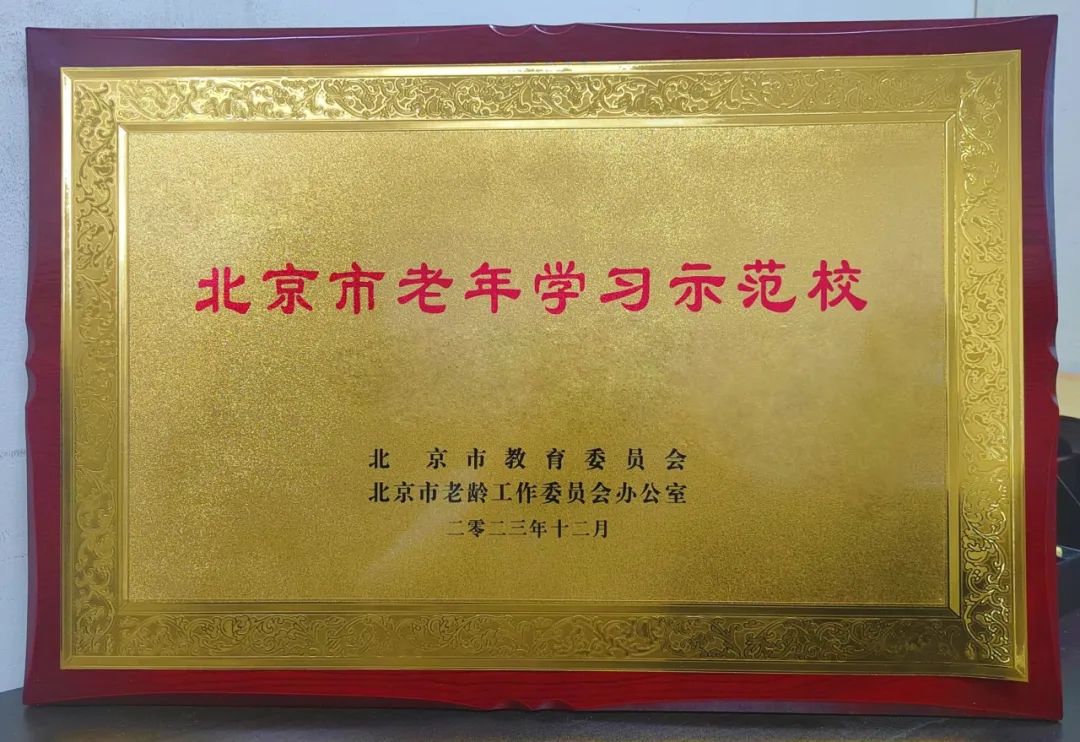 北京市老年学习示范校
北京市教育委员会
北京市老龄工作委员会办公室
二零二三年十二月